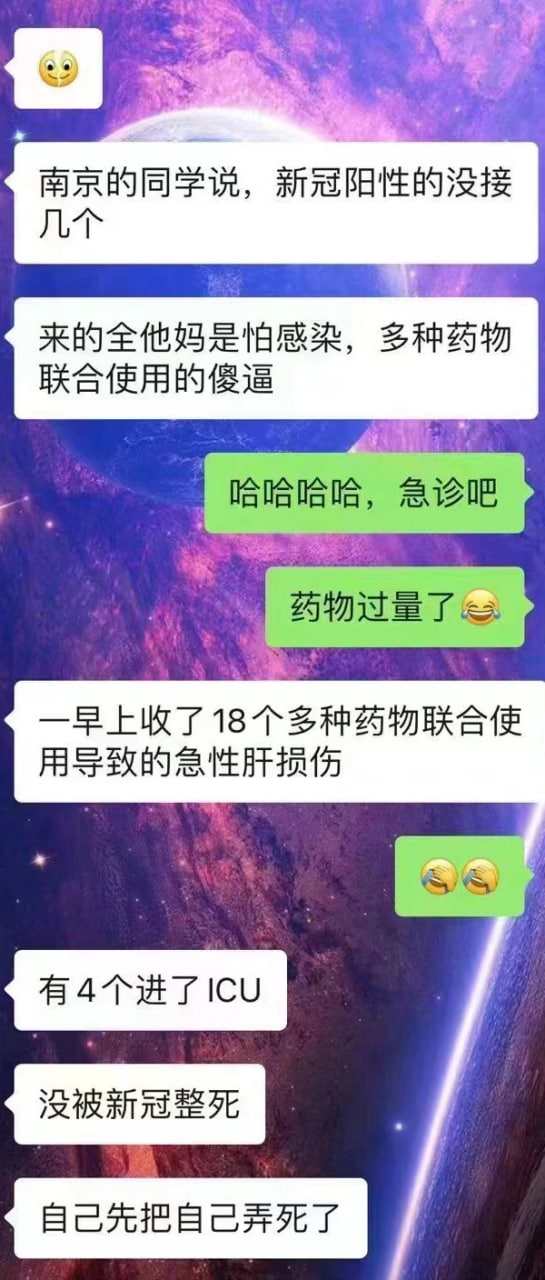 南京的同学说，新冠阳性的没接
几个
来的全他妈是怕感染，多种药物
联合使用的傻逼
哈哈哈哈，急诊吧
药物过量了😂
一早上收了18个多种药物联合使
用导致的急性肝损伤
有4个进了ICU
没被新冠整死
自己先把自己弄死了